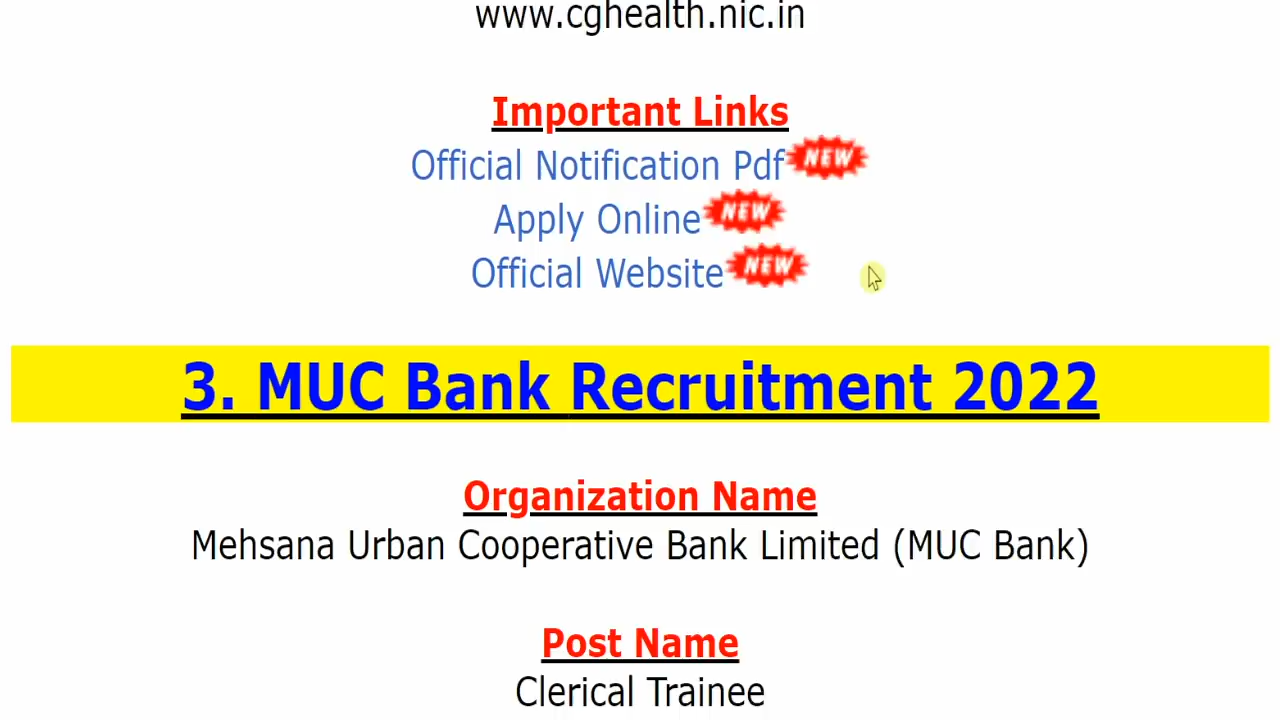 www.cghealth.nic.in
Important Links
Official Notification Pdf NEW
Apply Online NEW
Official Website NEW
3. MUC Bank Recruitment 2022
Organization Name
Mehsana Urban Cooperative Bank Limited (MUC Bank)
Post Name
Clerical Trainee